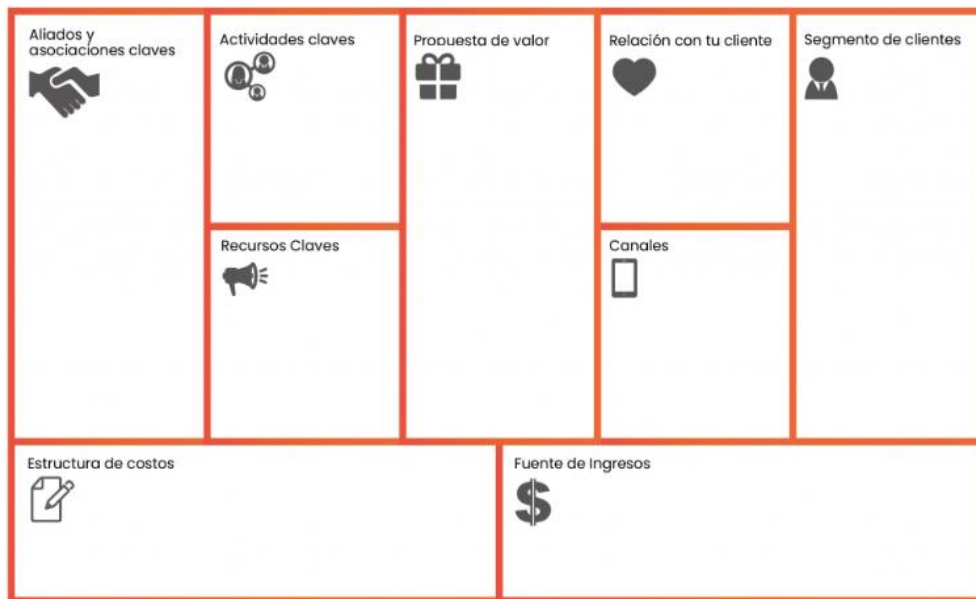 Aliados y
asociaciones claves
Actividades claves
Propuesta de valor
Relación con tu cliente
Segmento de clientes
Recursos Claves
Canales
Estructura de costos
Fuente de Ingresos
$